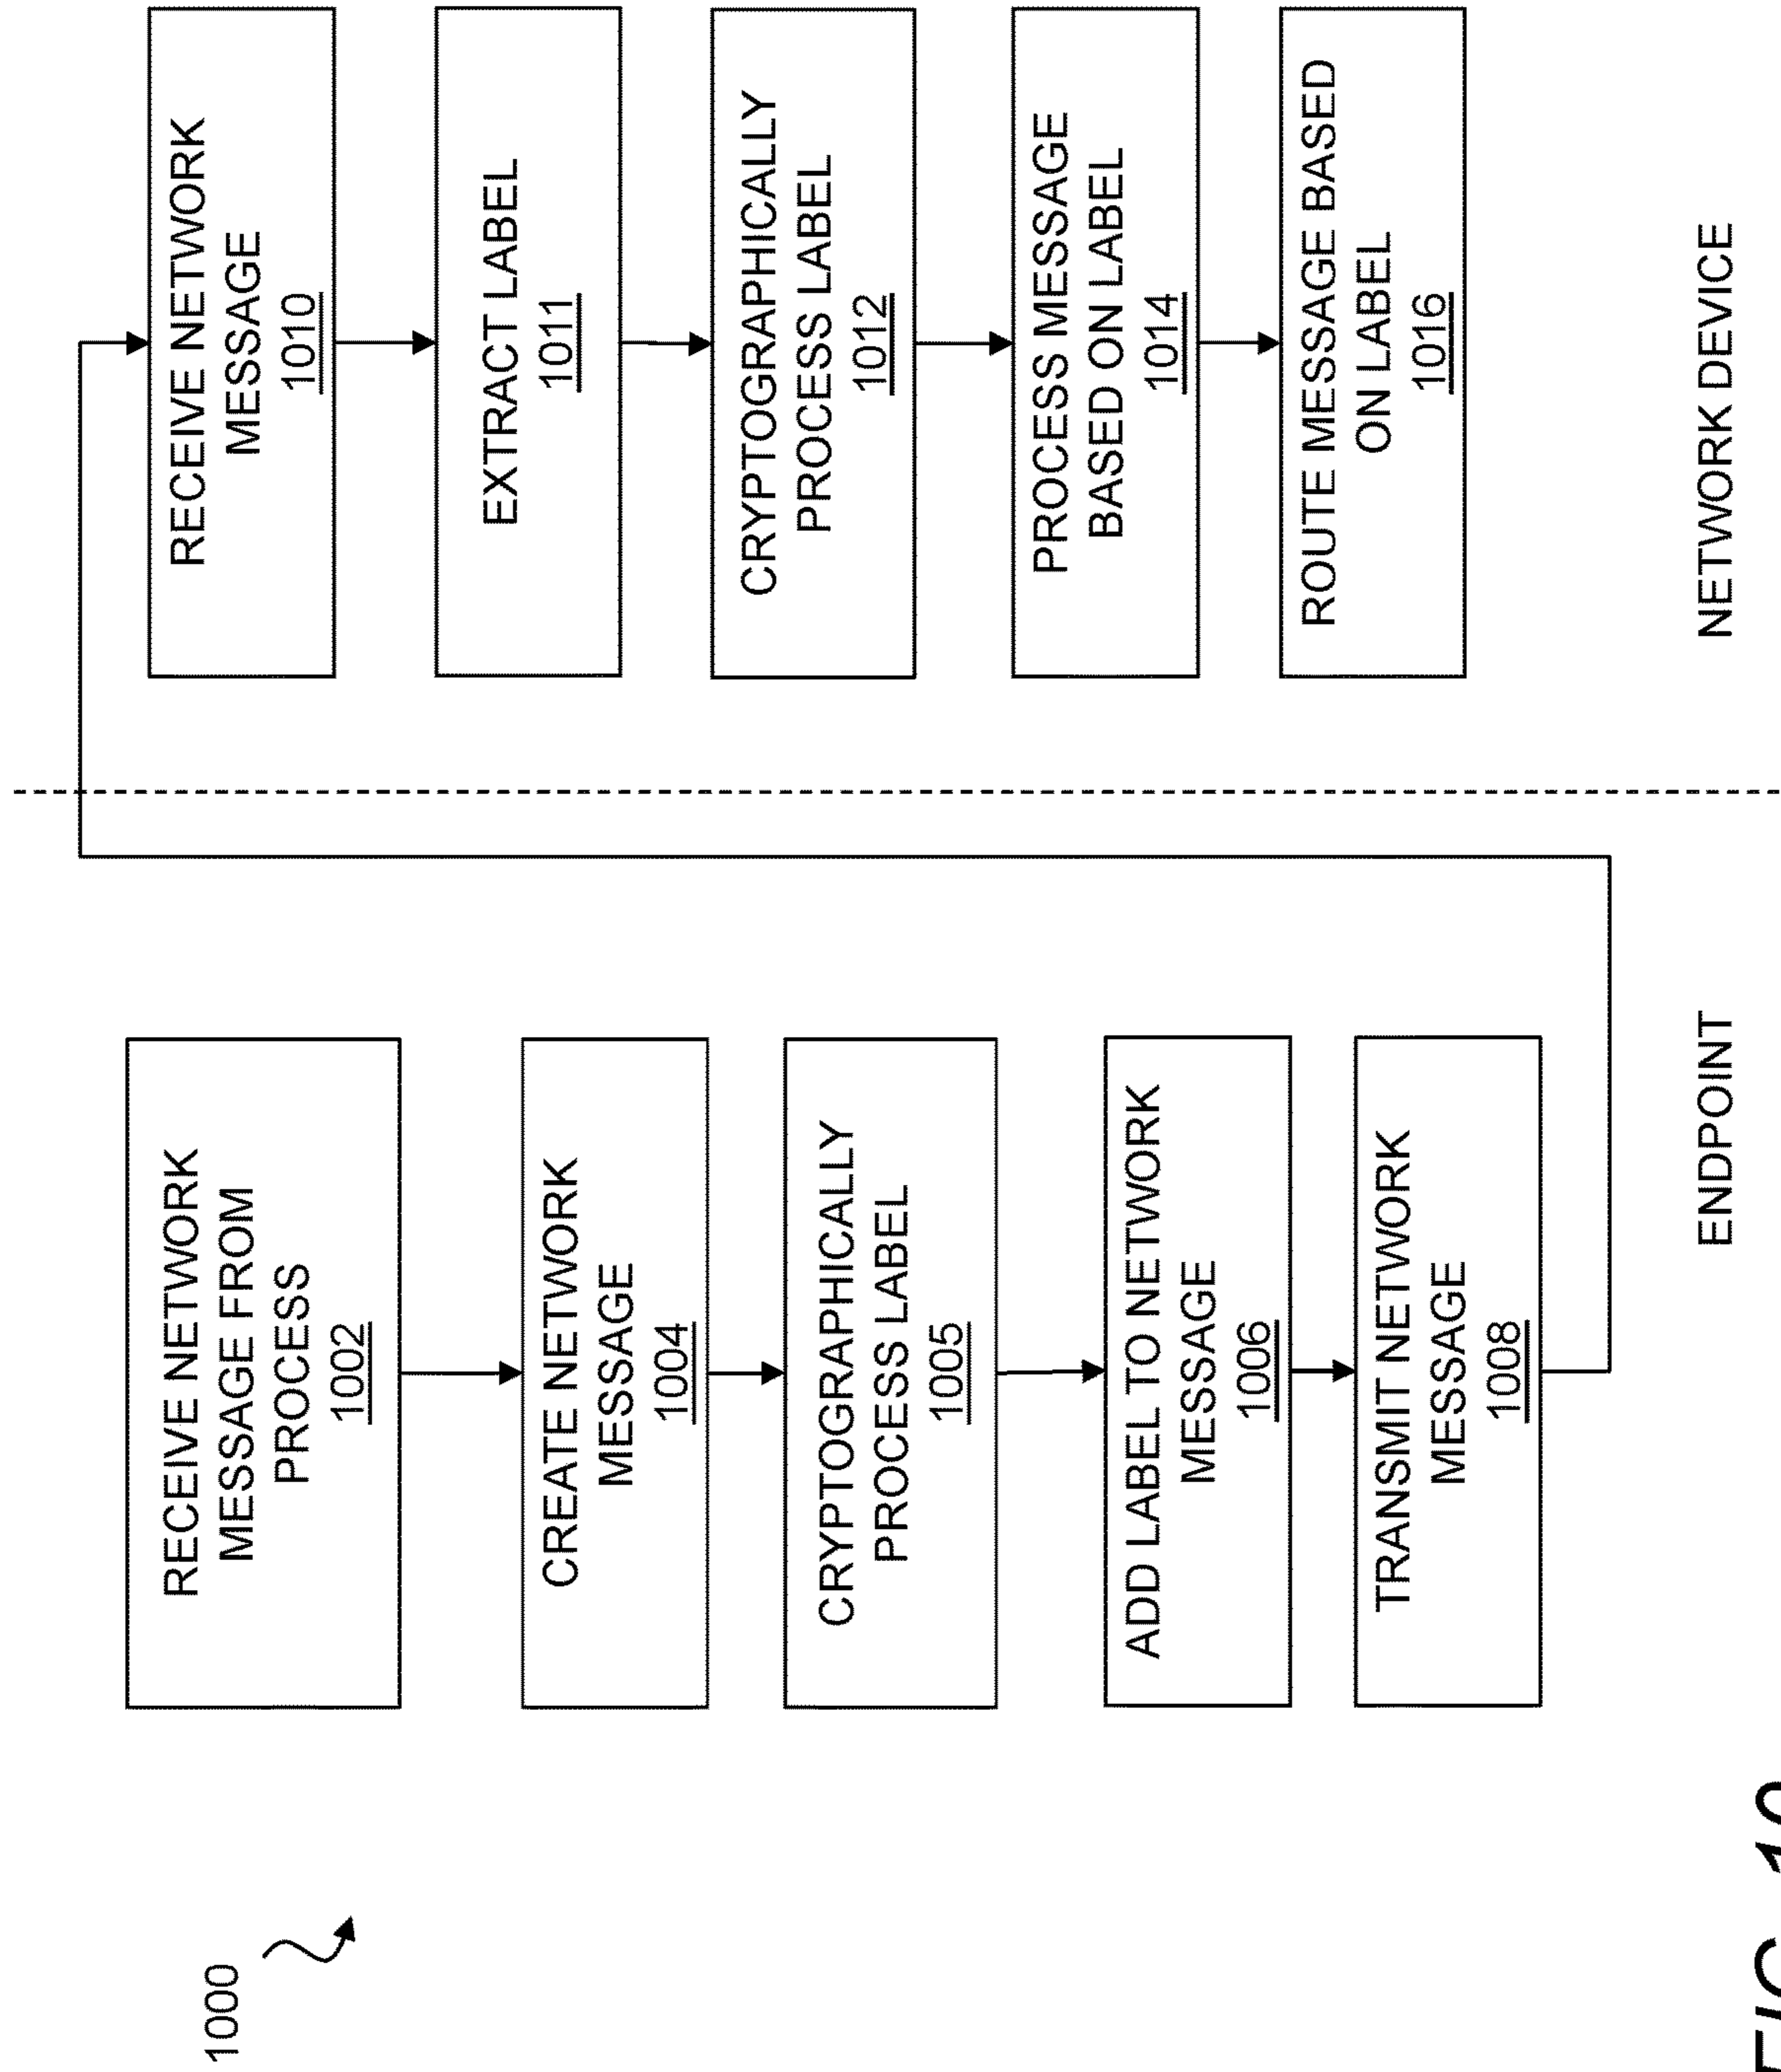 1000
RECEIVE NETWORK
MESSAGE FROM
PROCESS
1002
CREATE NETWORK
MESSAGE
1004
CRYPTOGRAPHICALLY
PROCESS LABEL
1005
ADD LABEL TO NETWORK
MESSAGE
1006
TRANSMIT NETWORK
MESSAGE
1008
ENDPOINT
RECEIVE NETWORK
MESSAGE
1010
EXTRACT LABEL
1011
CRYPTOGRAPHICALLY
PROCESS LABEL
1012
PROCESS MESSAGE
BASED ON LABEL
1014
ROUTE MESSAGE BASED
ON LABEL
1016
NETWORK DEVICE
FIG. 10